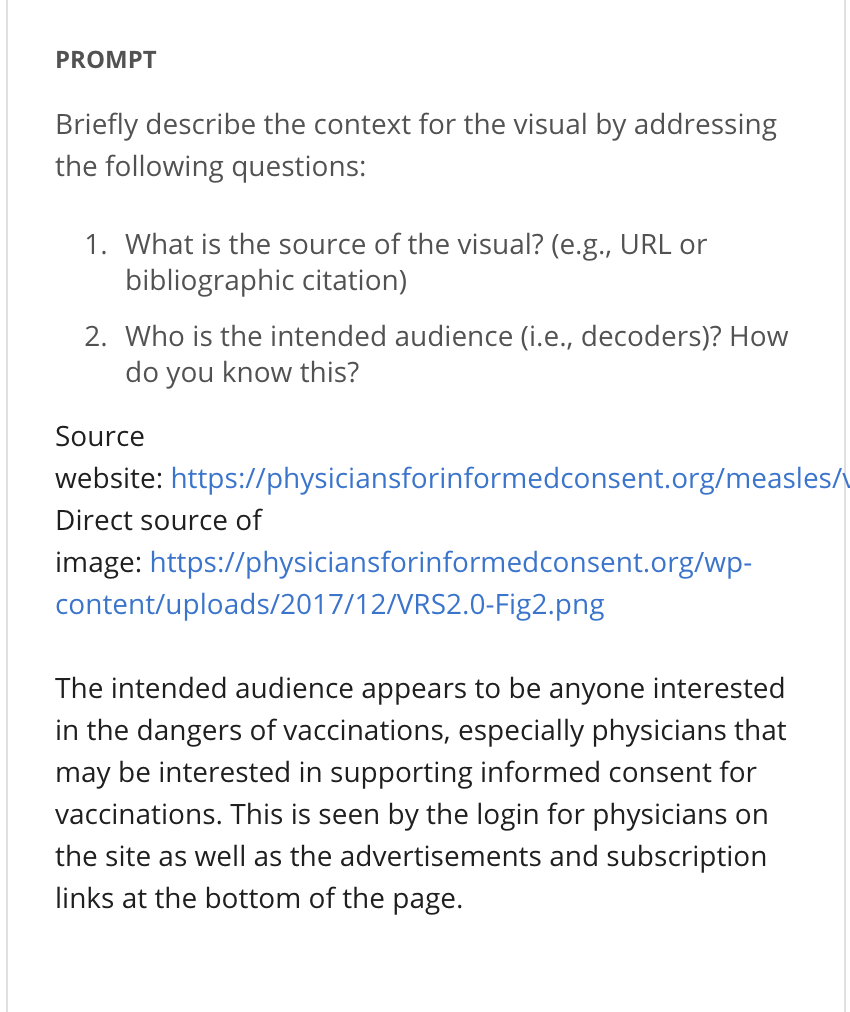 PROMPT
Briefly describe the context for the visual by addressing
the following questions:
1. What is the source of the visual? (e.g., URL or
bibliographic citation)
2. Who is the intended audience (i.e., decoders)? How
do you know this?
Source
website: https://physiciansforinformedconsent.org/measles/
Direct source of
image: https://physiciansforinformedconsent.org/wp-
content/uploads/2017/12/VRS2.0-Fig2.png
The intended audience appears to be anyone interested
in the dangers of vaccinations, especially physicians that
may be interested in supporting informed consent for
vaccinations. This is seen by the login for physicians on
the site as well as the advertisements and subscription
links at the bottom of the page.